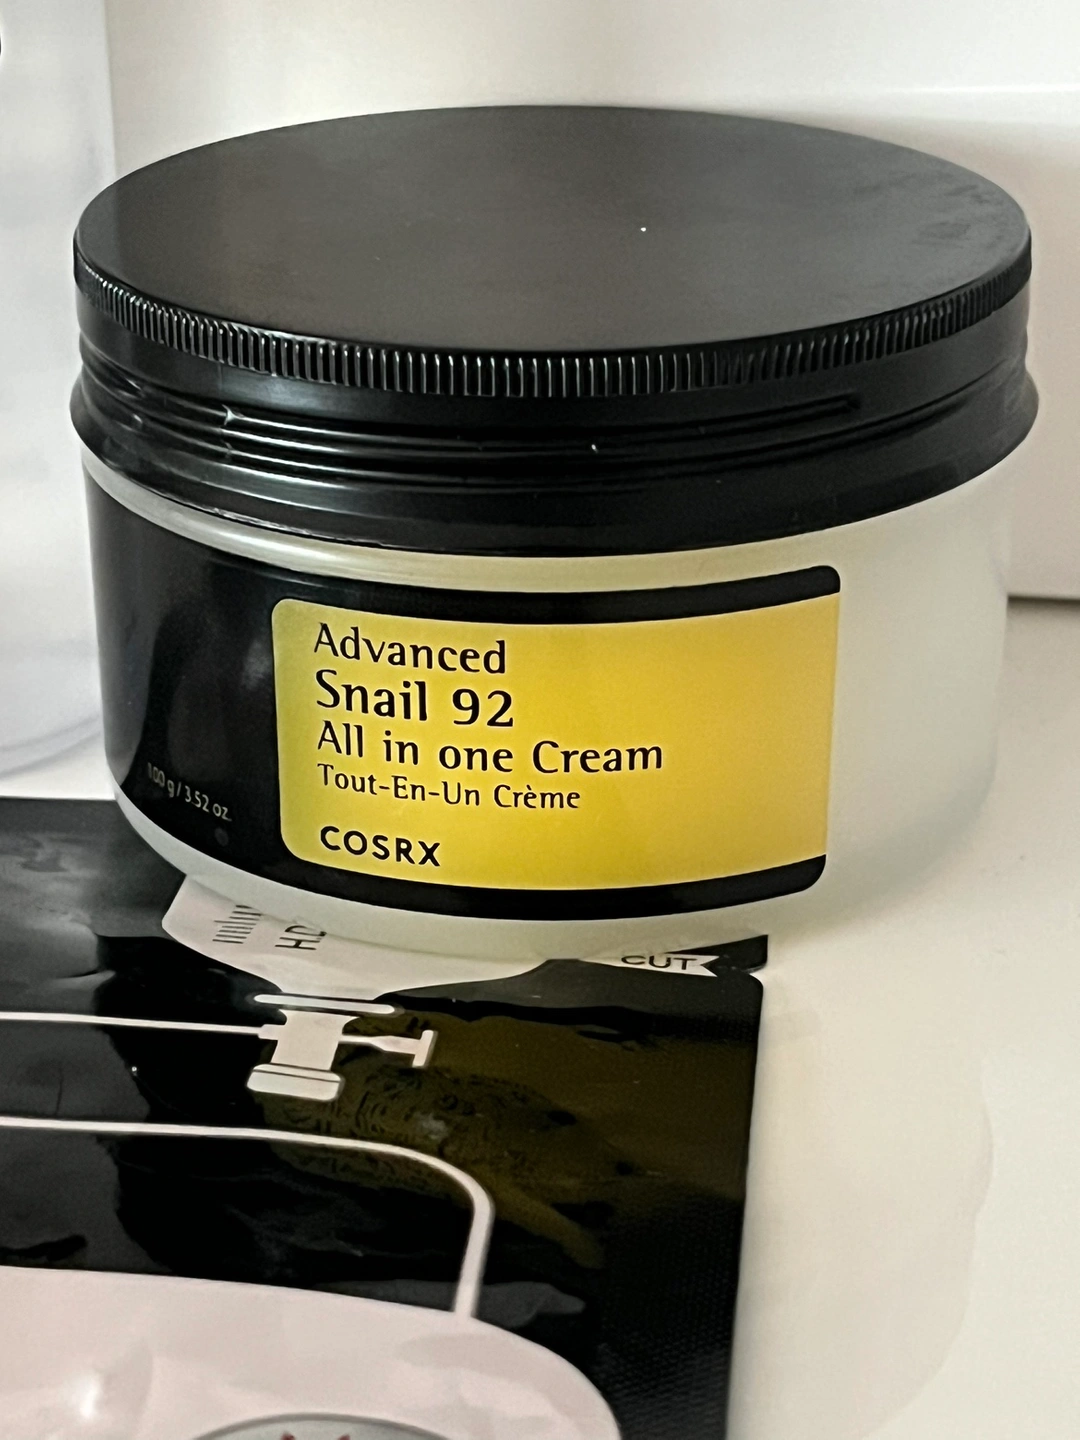 Advanced
Snail 92
All in one Cream
Tout-En-Un Crème
COSRX
100 g / 3.52 oz.
CUT